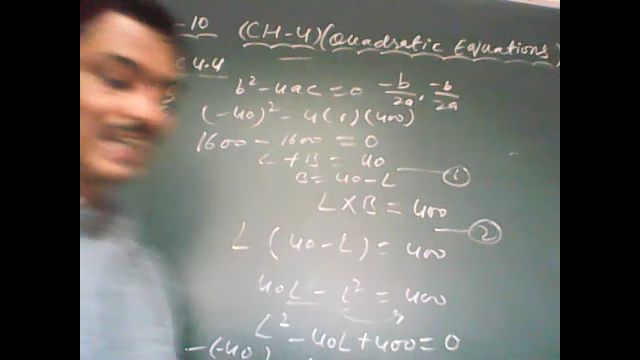 -10 (CH-4) (Quadratic Equations)
4.4
b² - 4ac = 0 -b/2a, -b/2a
(-40)² - 4(1)(400)
1600 - 1600 = 0
L + B = 40
B = 40 - L ①
L × B = 400
L (40 - L) = 400 ②
40L - L² = 400
L² - 40L + 400 = 0
-(-40)